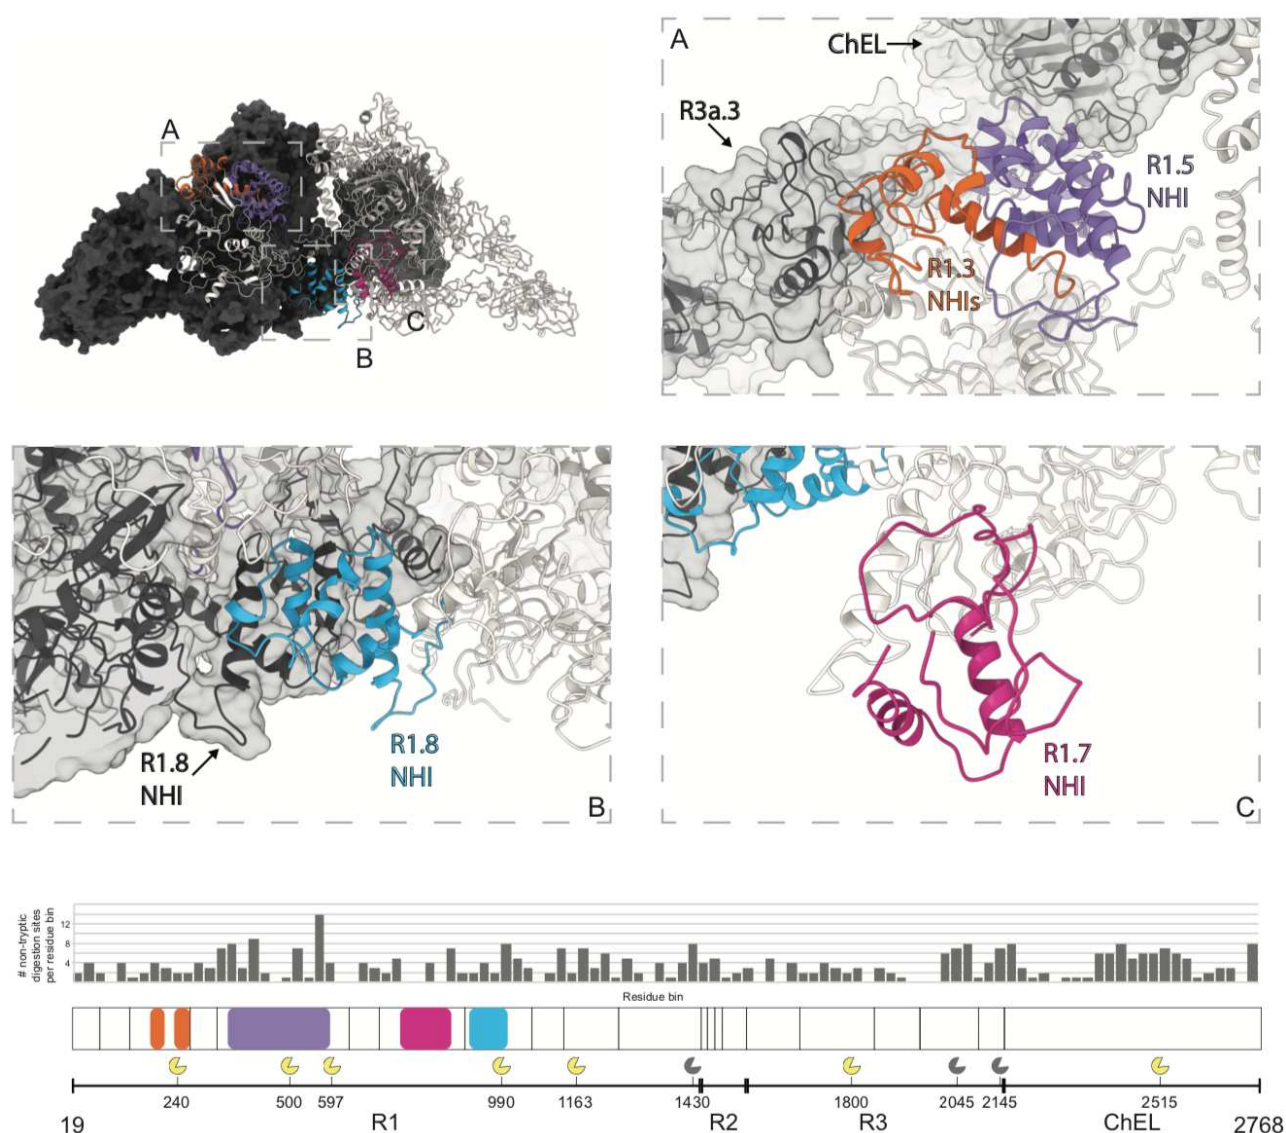 A
B
C
A
ChEL
R3a.3
R1.5
NHI
R1.3
NHIs
R1.8
NHI
R1.8
NHI
B
R1.7
NHI
C
# non-tryptic
digestion sites
per residue bin
12
8
4
Residue bin
240 500 597 990 1163 1430 1800 2045 2145 2515
19 R1 R2 R3 ChEL 2768